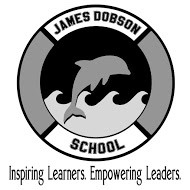 JAMES DOBSON
SCHOOL
Inspiring Learners. Empowering Leaders.